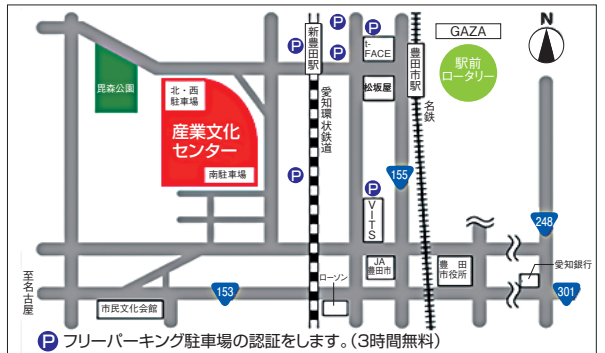 N
GAZA
駅前
ロータリー
P
P
P
P
P
P
新豊田駅
t-
FACE
豊田市駅
名鉄
松坂屋
愛知環状鉄道
毘森公園
北・西
駐車場
産業文化
センター
南駐車場
155
VITS
248
JA
豊田市
豊田
市役所
愛知銀行
301
至名古屋
市民文化会館
153
ローソン
P フリーパーキング駐車場の認証をします。(3時間無料)